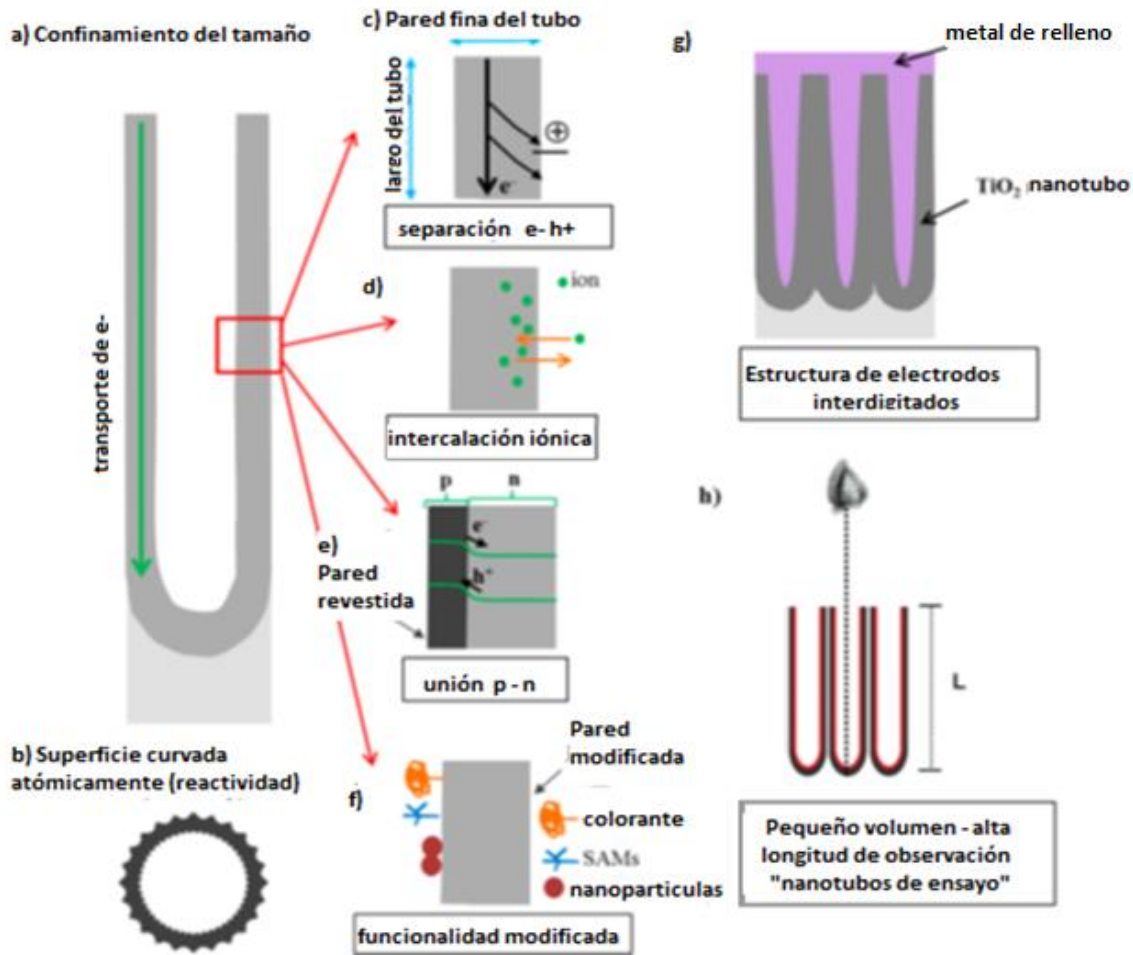 a) Confinamiento del tamaño
transporte de e-
b) Superficie curvada
atómicamente (reactividad)
c) Pared fina del tubo
largo del tubo
⊕
e⁻
separación e- h+
d)
ion
intercalación iónica
p n
e⁻
h⁺
e)
Pared
revestida
unión p - n
f)
Pared
modificada
colorante
SAMs
nanoparticulas
funcionalidad modificada
g)
metal de relleno
TiO₂ nanotubo
Estructura de electrodos
interdigitados
h)
L
Pequeño volumen - alta
longitud de observación
"nanotubos de ensayo"